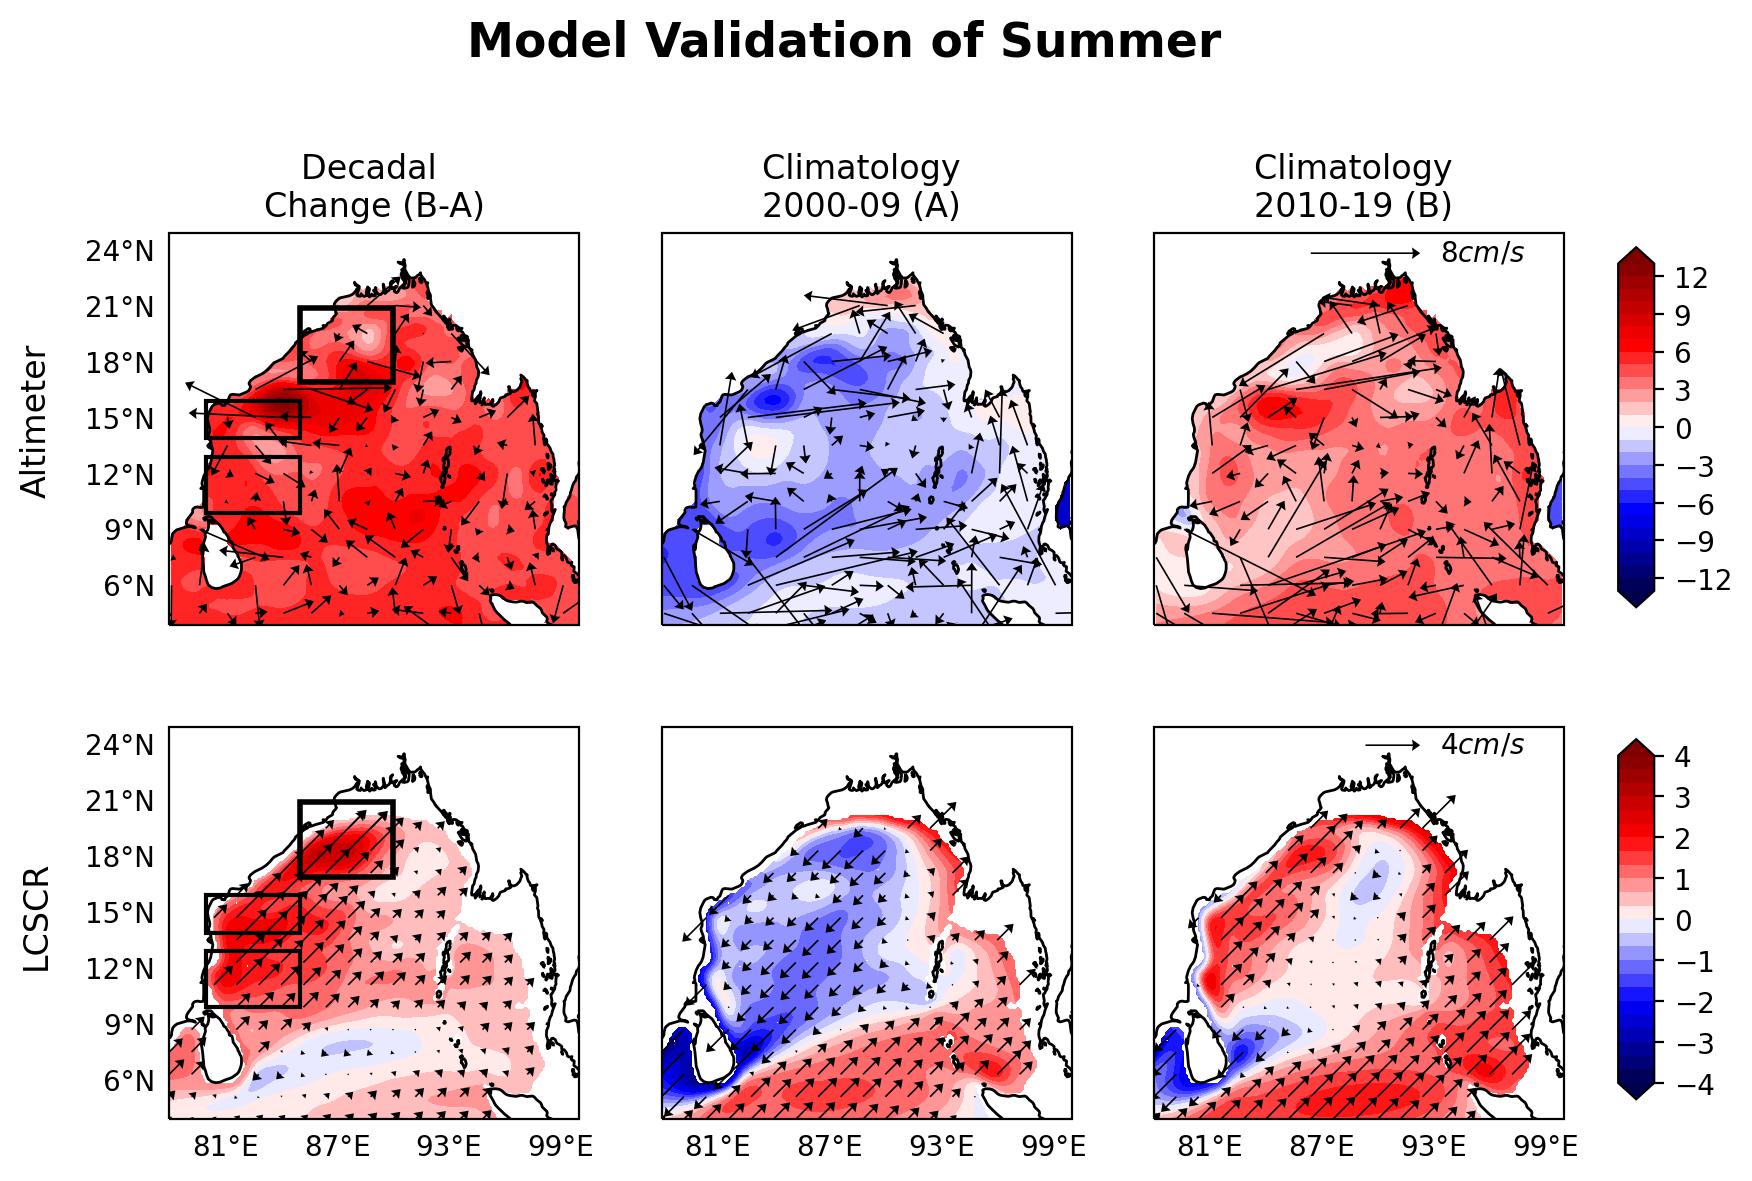 Model Validation of Summer
Decadal
Change (B-A)
Climatology
2000-09 (A)
Climatology
2010-19 (B)
Altimeter
24°N
21°N
18°N
15°N
12°N
9°N
6°N
8cm/s
12
9
6
3
0
−3
−6
−9
−12
LCSCR
24°N
21°N
18°N
15°N
12°N
9°N
6°N
4cm/s
4
3
2
1
0
−1
−2
−3
−4
81°E 87°E 93°E 99°E
81°E 87°E 93°E 99°E
81°E 87°E 93°E 99°E